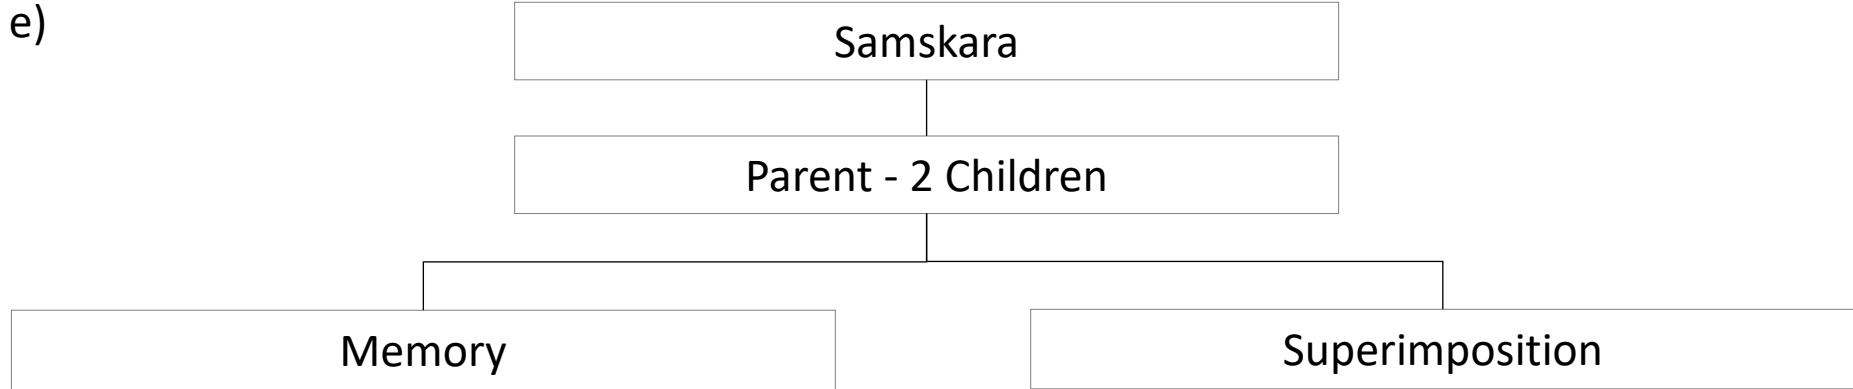 e)
Samskara
Parent - 2 Children
Memory
Superimposition